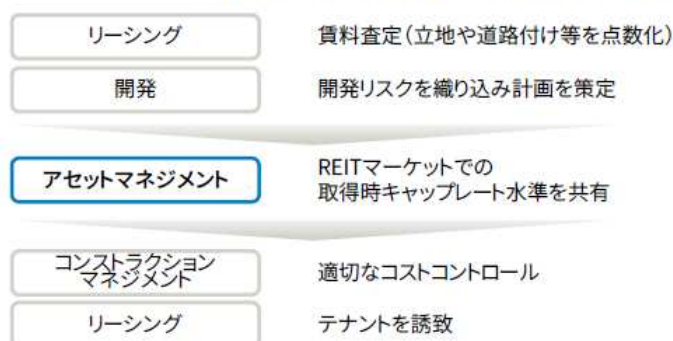 リーシング
賃料査定（立地や道路付け等を点数化）
開発
開発リスクを織り込み計画を策定
アセットマネジメント
REITマーケットでの
取得時キャップレート水準を共有
コンストラクション
マネジメント
適切なコストコントロール
リーシング
テナントを誘致